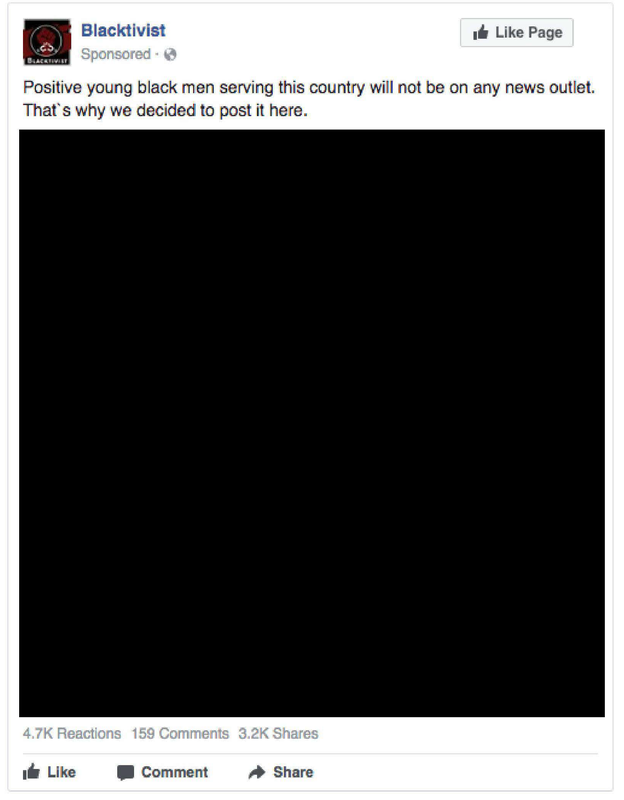 Blacktivist
Like Page
Sponsored ·
BLACKTIVIST
Positive young black men serving this country will not be on any news outlet.
That`s why we decided to post it here.
4.7K Reactions 159 Comments 3.2K Shares
Like Comment Share